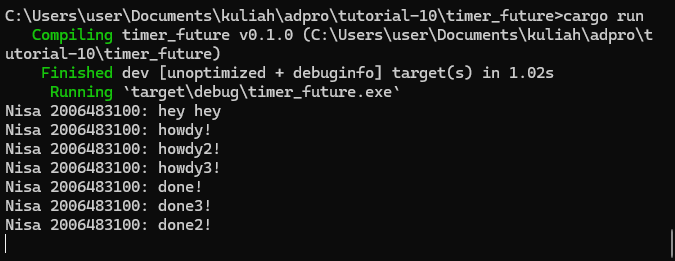 C:\Users\user\Documents\kuliah\adpro\tutorial-10\timer_future>cargo run
   Compiling timer_future v0.1.0 (C:\Users\user\Documents\kuliah\adpro\t
utorial-10\timer_future)
    Finished dev [unoptimized + debuginfo] target(s) in 1.02s
     Running `target\debug\timer_future.exe`
Nisa 2006483100: hey hey
Nisa 2006483100: howdy!
Nisa 2006483100: howdy2!
Nisa 2006483100: howdy3!
Nisa 2006483100: done!
Nisa 2006483100: done3!
Nisa 2006483100: done2!